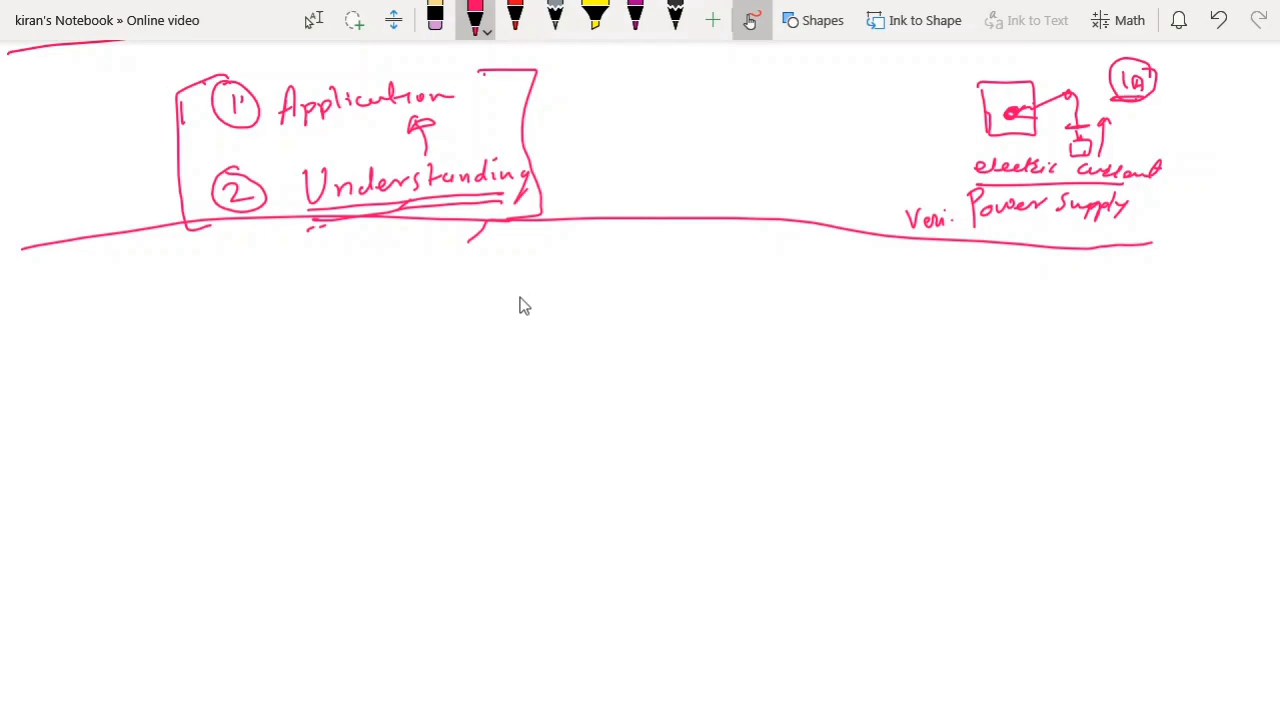 kiran's Notebook » Online video
Shapes
Ink to Shape
Ink to Text
Math
1 Application
2 Understanding
electric current
Veri. Power supply